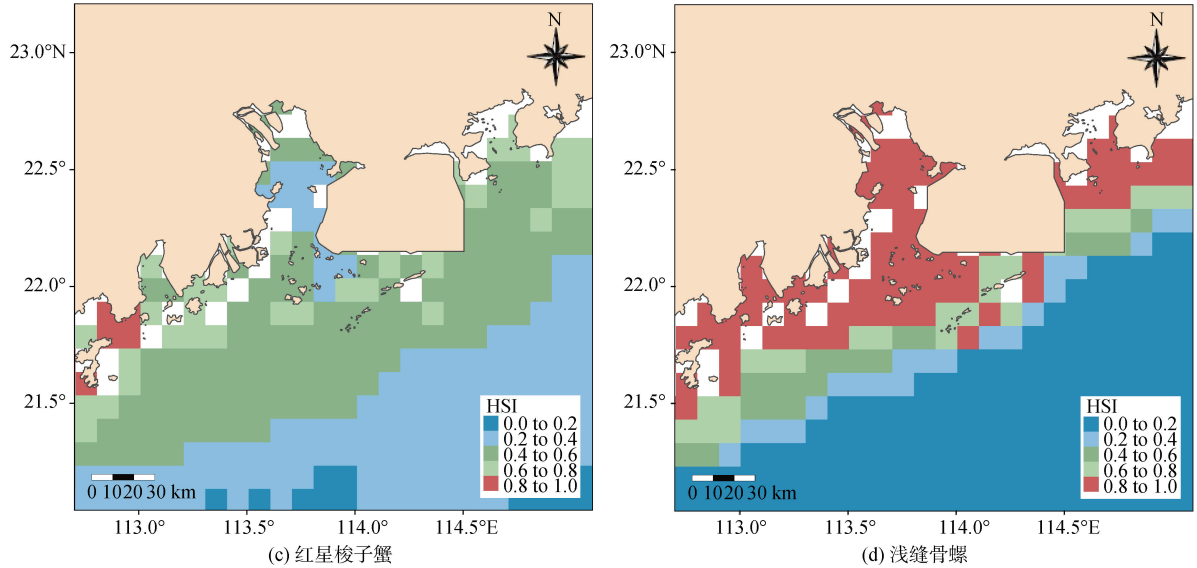 N
23.0°N
22.5°
22.0°
21.5°
HSI
0.0 to 0.2
0.2 to 0.4
0.4 to 0.6
0.6 to 0.8
0.8 to 1.0
0 1020 30 km
113.0° 113.5° 114.0° 114.5°E
(c) 红星梭子蟹
N
23.0°N
22.5°
22.0°
21.5°
HSI
0.0 to 0.2
0.2 to 0.4
0.4 to 0.6
0.6 to 0.8
0.8 to 1.0
0 1020 30 km
113.0° 113.5° 114.0° 114.5°E
(d) 浅缝骨螺